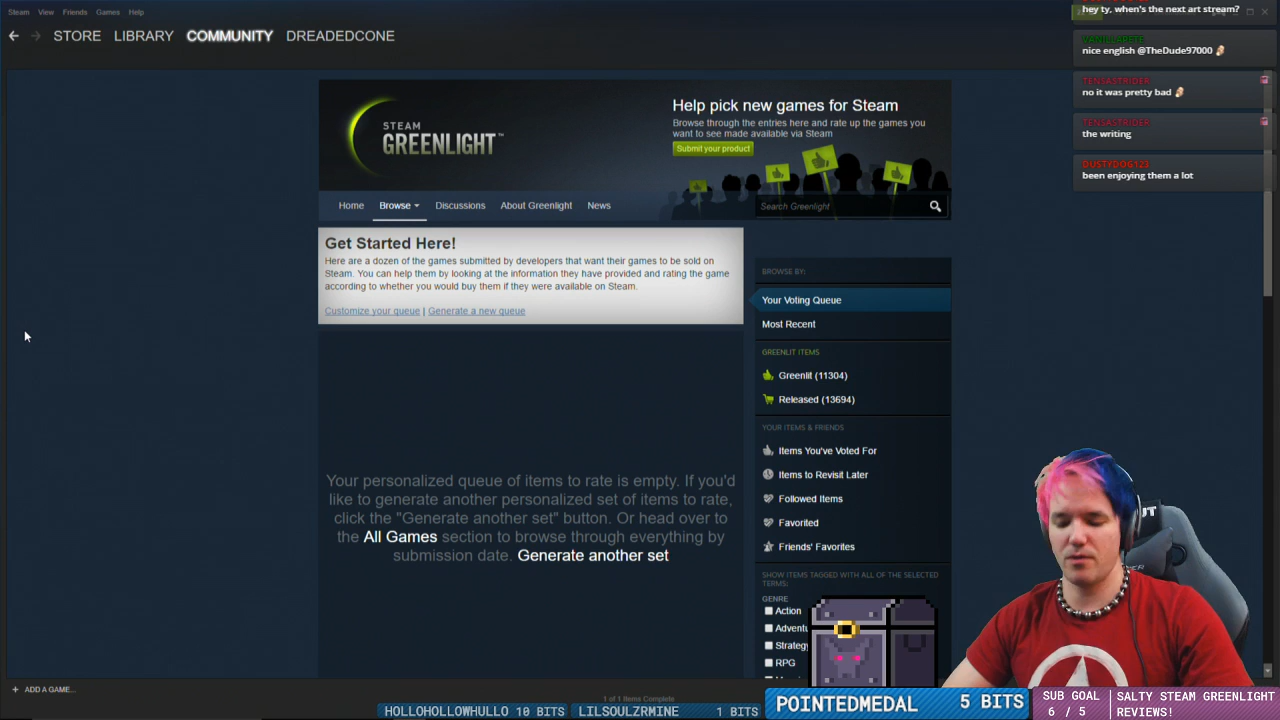 Steam View Friends Games Help
STORE LIBRARY COMMUNITY DREADEDCONE
hey ty, when's the next art stream?
VANILLAPETE
nice english @TheDude97000
TENSASTRIDER
no it was pretty bad
TENSASTRIDER
the writing
DUSTYDOG123
been enjoying them a lot
STEAM
GREENLIGHT™
Help pick new games for Steam
Browse through the entries here and rate up the games you
want to see made available via Steam
Submit your product
Home Browse Discussions About Greenlight News
Search Greenlight
Get Started Here!
Here are a dozen of the games submitted by developers that want their games to be sold on
Steam. You can help them by looking at the information they have provided and rating the game
according to whether you would buy them if they were available on Steam.
Customize your queue | Generate a new queue
Your personalized queue of items to rate is empty. If you'd
like to generate another personalized set of items to rate,
click the "Generate another set" button. Or head over to
the All Games section to browse through everything by
submission date. Generate another set
BROWSE BY:
Your Voting Queue
Most Recent
GREENLIT ITEMS
Greenlit (11304)
Released (13694)
YOUR ITEMS & FRIENDS
Items You've Voted For
Items to Revisit Later
Followed Items
Favorited
Friends' Favorites
SHOW ITEMS TAGGED WITH ALL OF THE SELECTED
TERMS:
GENRE
Action
Strategy
RPG
+ ADD A GAME...
1 of 1 Items Complete
HOLLOHOLLOWHULLO 10 BITS LILSOULZRMINE 1 BITS
POINTEDMEDAL 5 BITS
SUB GOAL
6 / 5
SALTY STEAM GREENLIGHT
REVIEWS!